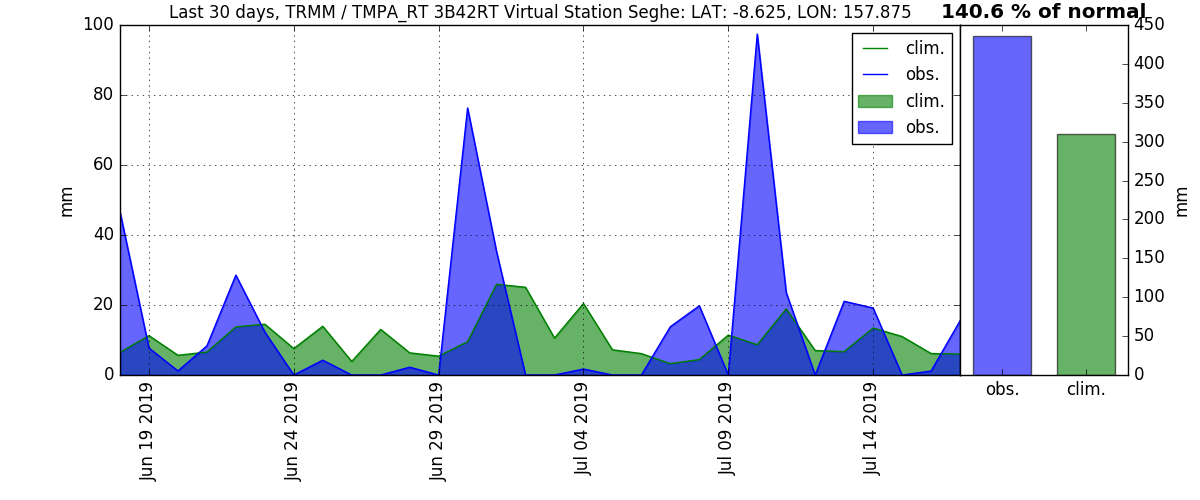 Last 30 days, TRMM / TMPA_RT 3B42RT Virtual Station Seghe: LAT: -8.625, LON: 157.875
140.6 % of normal
100
80
60
40
20
0
mm
clim.
obs.
clim.
obs.
Jun 19 2019
Jun 24 2019
Jun 29 2019
Jul 04 2019
Jul 09 2019
Jul 14 2019
450
400
350
300
250
200
150
100
50
0
mm
obs.
clim.